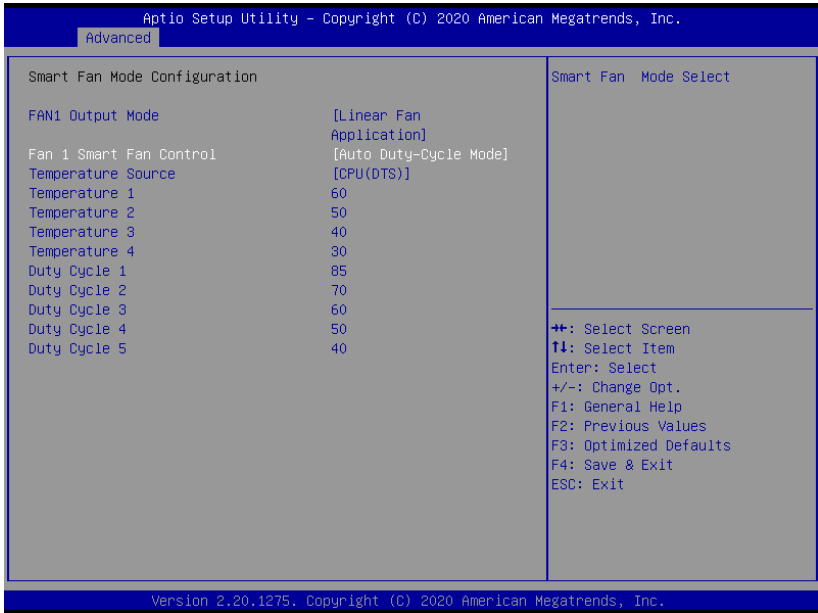 Aptio Setup Utility – Copyright (C) 2020 American Megatrends, Inc.
Advanced
Smart Fan Mode Configuration
FAN1 Output Mode [Linear Fan
Application]
Fan 1 Smart Fan Control [Auto Duty-Cycle Mode]
Temperature Source [CPU(DTS)]
Temperature 1 60
Temperature 2 50
Temperature 3 40
Temperature 4 30
Duty Cycle 1 85
Duty Cycle 2 70
Duty Cycle 3 60
Duty Cycle 4 50
Duty Cycle 5 40
Smart Fan  Mode Select
→←: Select Screen
↑↓: Select Item
Enter: Select
+/-: Change Opt.
F1: General Help
F2: Previous Values
F3: Optimized Defaults
F4: Save & Exit
ESC: Exit
Version 2.20.1275. Copyright (C) 2020 American Megatrends, Inc.